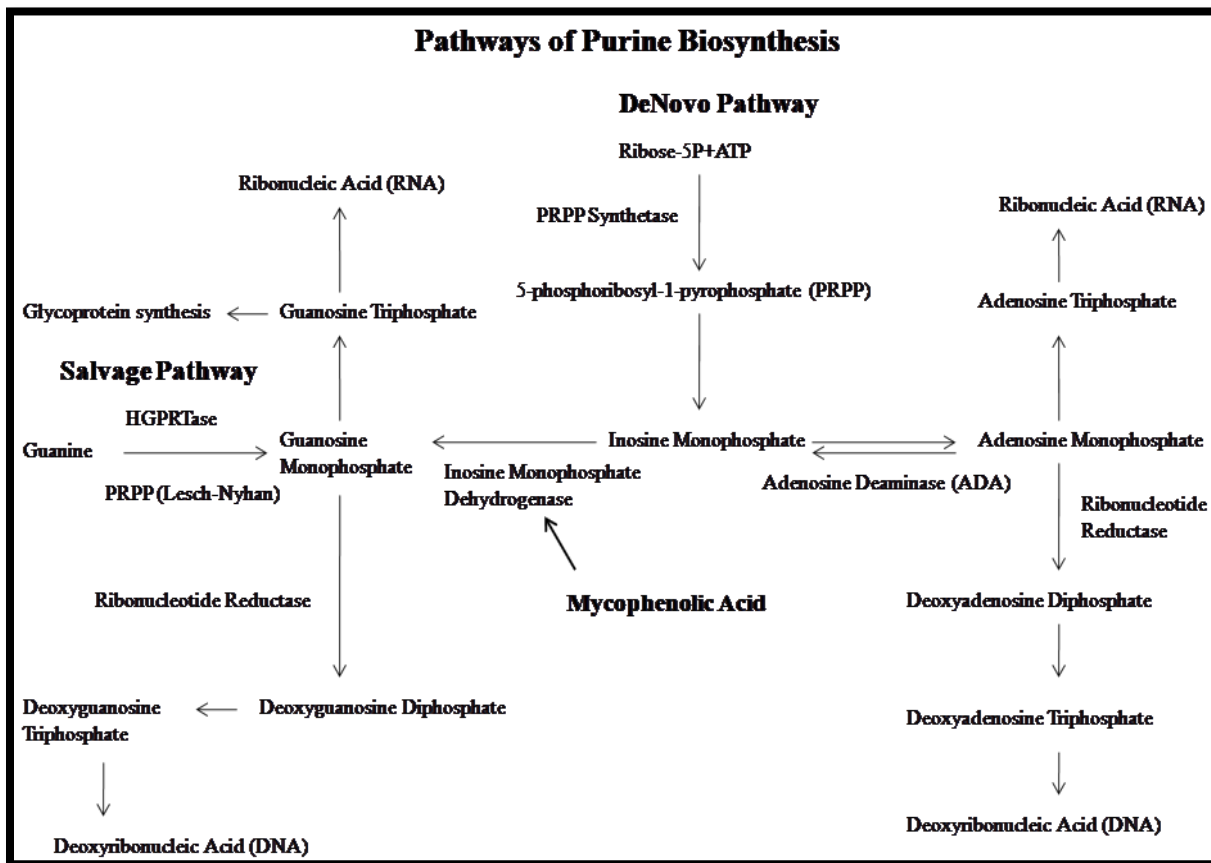 Pathways of Purine Biosynthesis
DeNovo Pathway
Ribose-5P+ATP
Ribonucleic Acid (RNA)
PRPP Synthetase
Ribonucleic Acid (RNA)
5-phosphoribosyl-1-pyrophosphate (PRPP)
Glycoprotein synthesis
Guanosine Triphosphate
Adenosine Triphosphate
Salvage Pathway
HGPRTase
Guanine
Guanosine
Monophosphate
Inosine Monophosphate
Adenosine Monophosphate
PRPP (Lesch-Nyhan)
Inosine Monophosphate
Dehydrogenase
Adenosine Deaminase (ADA)
Ribonucleotide
Reductase
Ribonucleotide Reductase
Mycophenolic Acid
Deoxyadenosine Diphosphate
Deoxyguanosine
Triphosphate
Deoxyguanosine Diphosphate
Deoxyadenosine Triphosphate
Deoxyribonucleic Acid (DNA)
Deoxyribonucleic Acid (DNA)